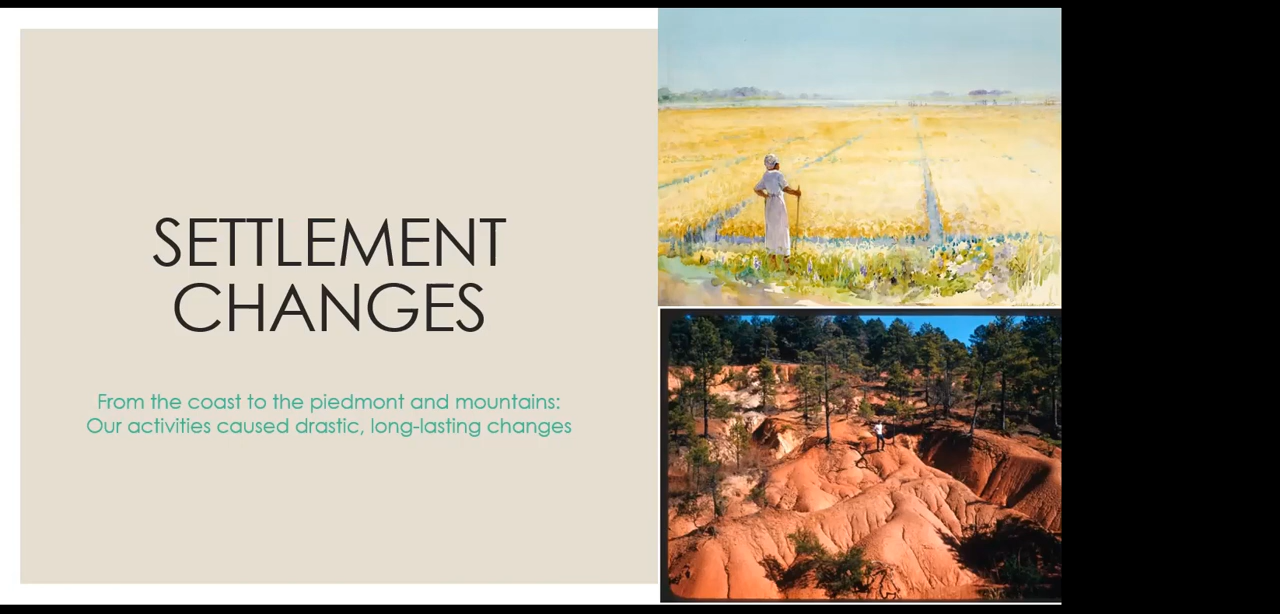 SETTLEMENT
CHANGES
From the coast to the piedmont and mountains:
Our activities caused drastic, long-lasting changes